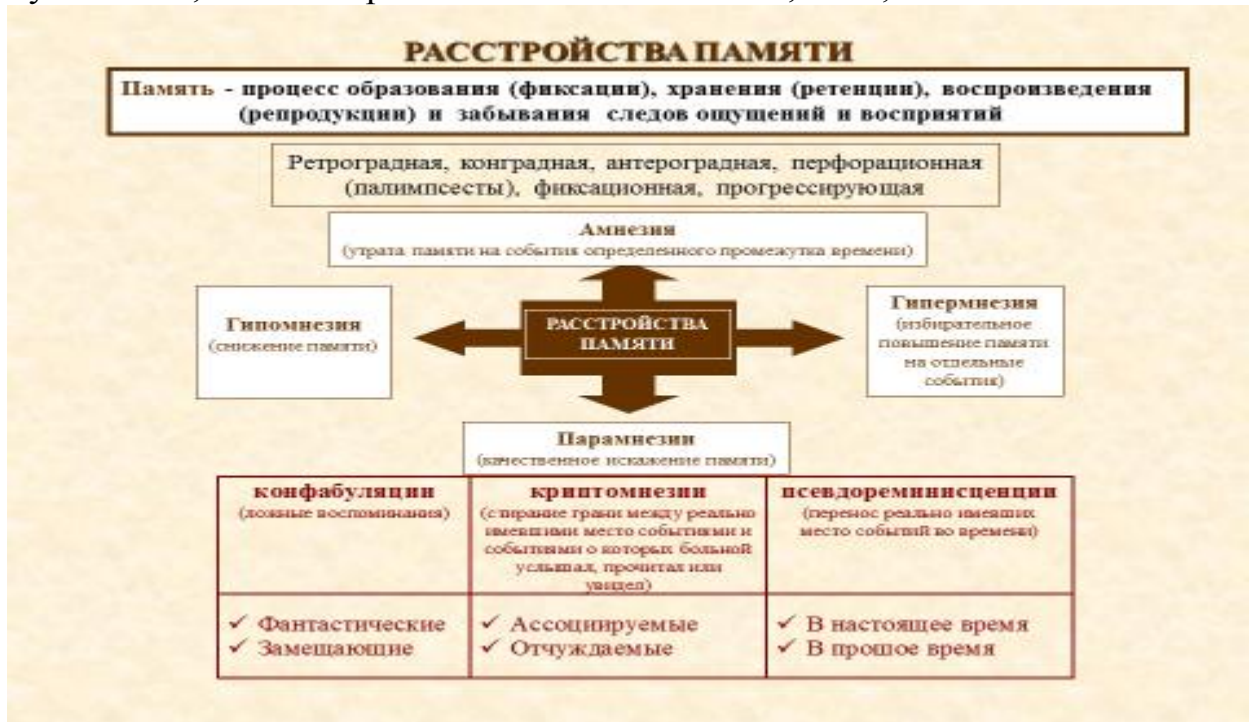 РАССТРОЙСТВА ПАМЯТИ
Память - процесс образования (фиксации), хранения (ретенции), воспроизведения
(репродукции) и забывания следов ощущений и восприятий
Ретроградная, конградная, антероградная, перфорационная
(палимпсесты), фиксационная, прогрессирующая
Амнезия
(утрата памяти на события определенного промежутка времени)
Гипомнезия
(снижение памяти)
РАССТРОЙСТВА
ПАМЯТИ
Гипермнезия
(избирательное
повышение памяти
на отдельные
события)
Парамнезии
(качественное искажение памяти)
конфабуляции
(ложные воспоминания)
криптомнезии
(стирание грани между реально
имевшими место событиями и
событиями о которых больной
услышал, прочитал или
увидел)
псевдореминисценции
(перенос реально имевших
место событий во времени)
✓ Фантастические
✓ Замещающие
✓ Ассоциируемые
✓ Отчуждаемые
✓ В настоящее время
✓ В прошое время